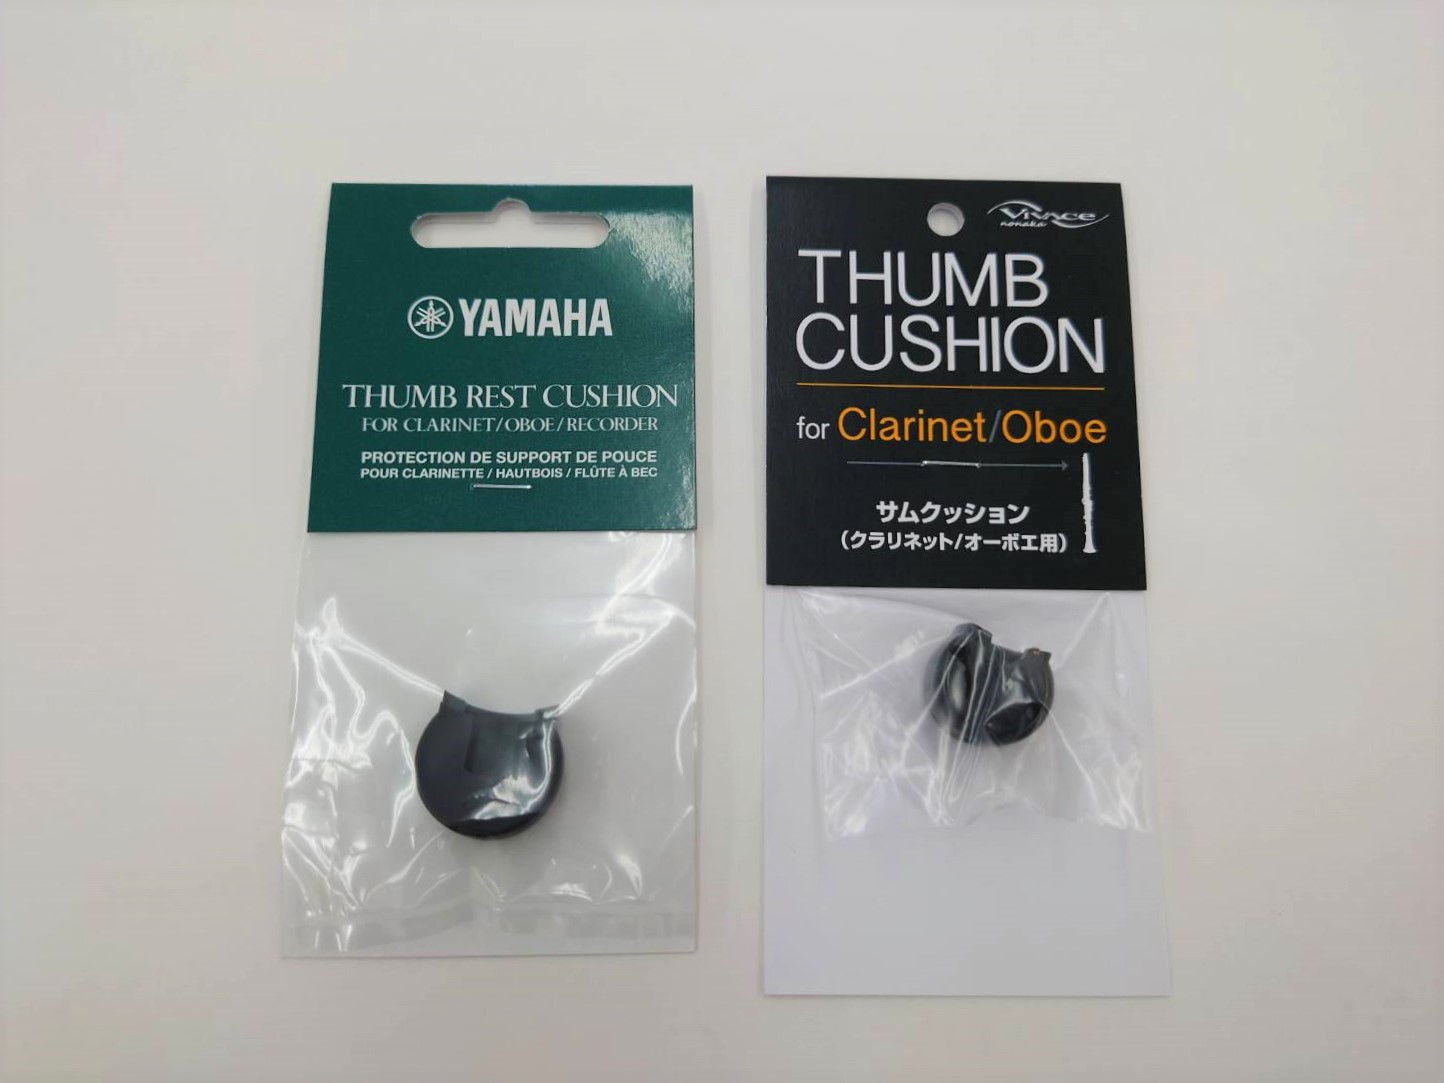 YAMAHA
THUMB REST CUSHION
FOR CLARINET/OBOE/RECORDER
PROTECTION DE SUPPORT DE POUCE
POUR CLARINETTE / HAUTBOIS / FLÛTE À BEC
Vivace
nonaka
THUMB
CUSHION
for Clarinet/Oboe
サムクッション
(クラリネット/オーボエ用)